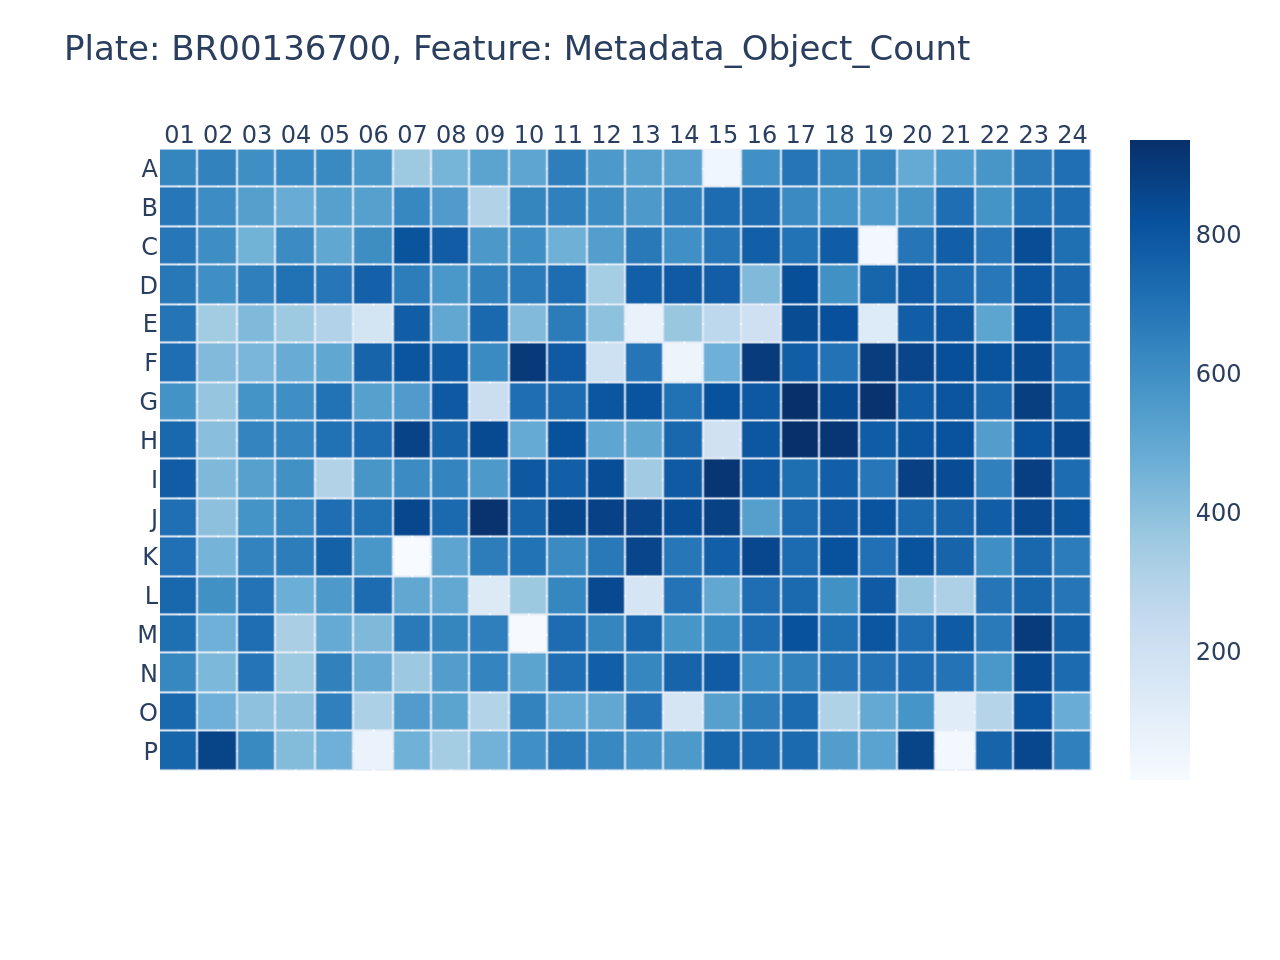 Plate: BR00136700, Feature: Metadata_Object_Count
01 02 03 04 05 06 07 08 09 10 11 12 13 14 15 16 17 18 19 20 21 22 23 24
A
B
C
D
E
F
G
H
I
J
K
L
M
N
O
P
800
600
400
200